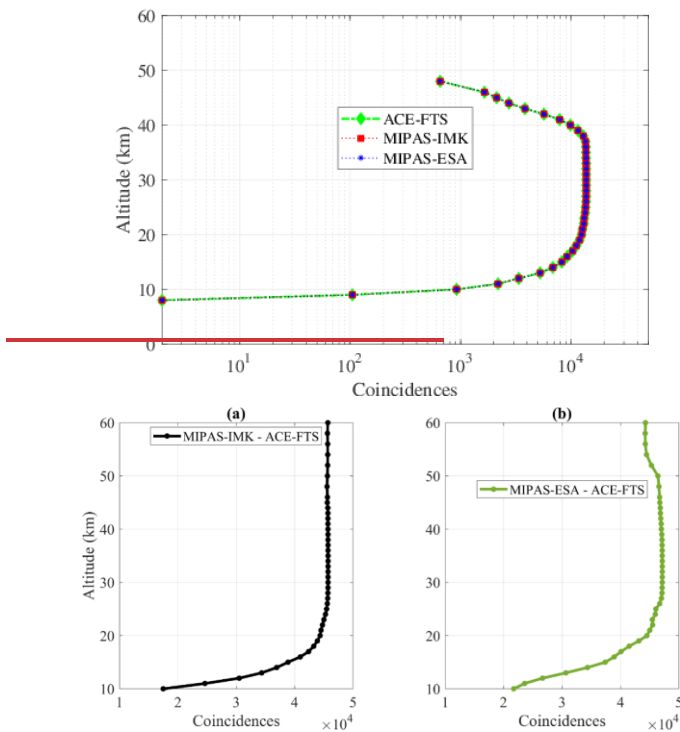 60
50
40
30
20
10
0
Altitude (km)
ACE-FTS
MIPAS-IMK
MIPAS-ESA
10¹ 10² 10³ 10⁴
Coincidences
(a)
60
50
40
30
20
10
Altitude (km)
MIPAS-IMK - ACE-FTS
1 2 3 4 5
Coincidences ×10⁴
(b)
60
50
40
30
20
10
MIPAS-ESA - ACE-FTS
1 2 3 4 5
Coincidences ×10⁴